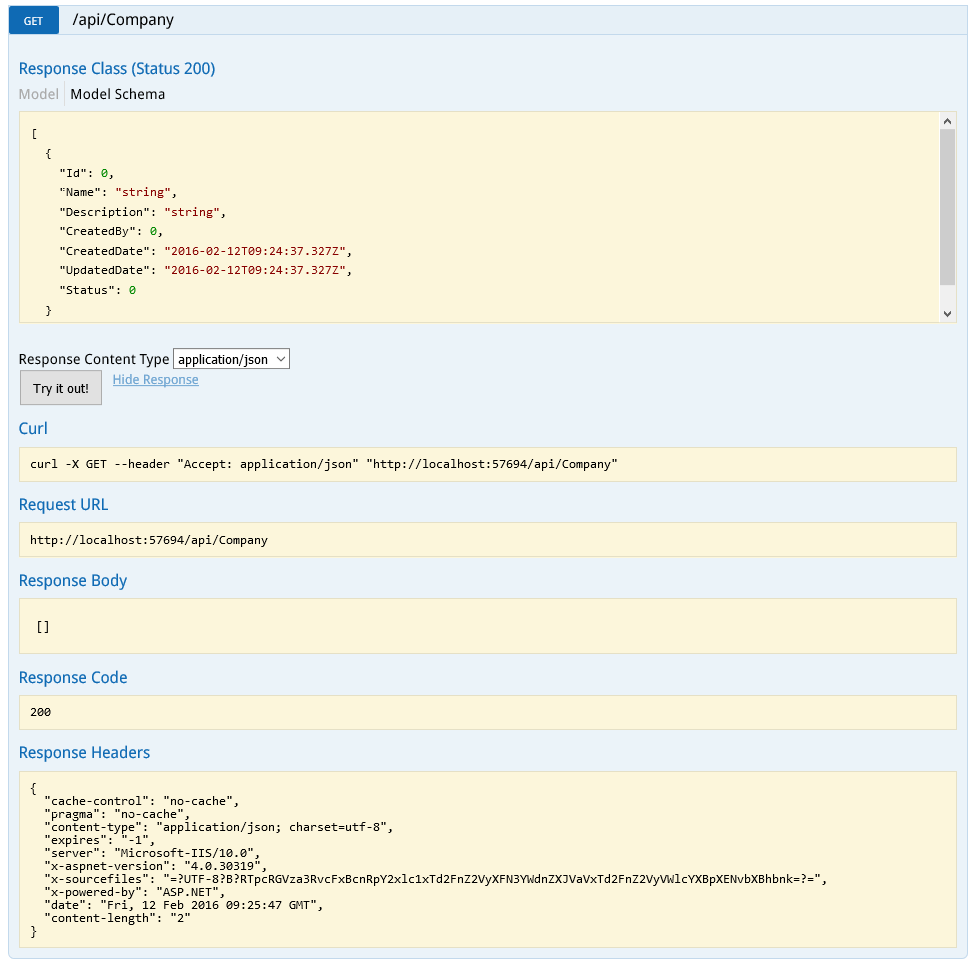 GET /api/Company
Response Class (Status 200)
Model Model Schema
[
{
"Id": 0,
"Name": "string",
"Description": "string",
"CreatedBy": 0,
"CreatedDate": "2016-02-12T09:24:37.327Z",
"UpdatedDate": "2016-02-12T09:24:37.327Z",
"Status": 0
}
Response Content Type application/json
Try it out! Hide Response
Curl
curl -X GET --header "Accept: application/json" "http://localhost:57694/api/Company"
Request URL
http://localhost:57694/api/Company
Response Body
[]
Response Code
200
Response Headers
{
"cache-control": "no-cache",
"pragma": "no-cache",
"content-type": "application/json; charset=utf-8",
"expires": "-1",
"server": "Microsoft-IIS/10.0",
"x-aspnet-version": "4.0.30319",
"x-sourcefiles": "=?UTF-8?B?RTpcRGVza3RvcFxBcnRpY2xlc1xTd2FnZ2VyXFN3YWdnZXJVaVxTd2FnZ2VyVWlcYXBpXENvbXBhbnk=?=",
"x-powered-by": "ASP.NET",
"date": "Fri, 12 Feb 2016 09:25:47 GMT",
"content-length": "2"
}